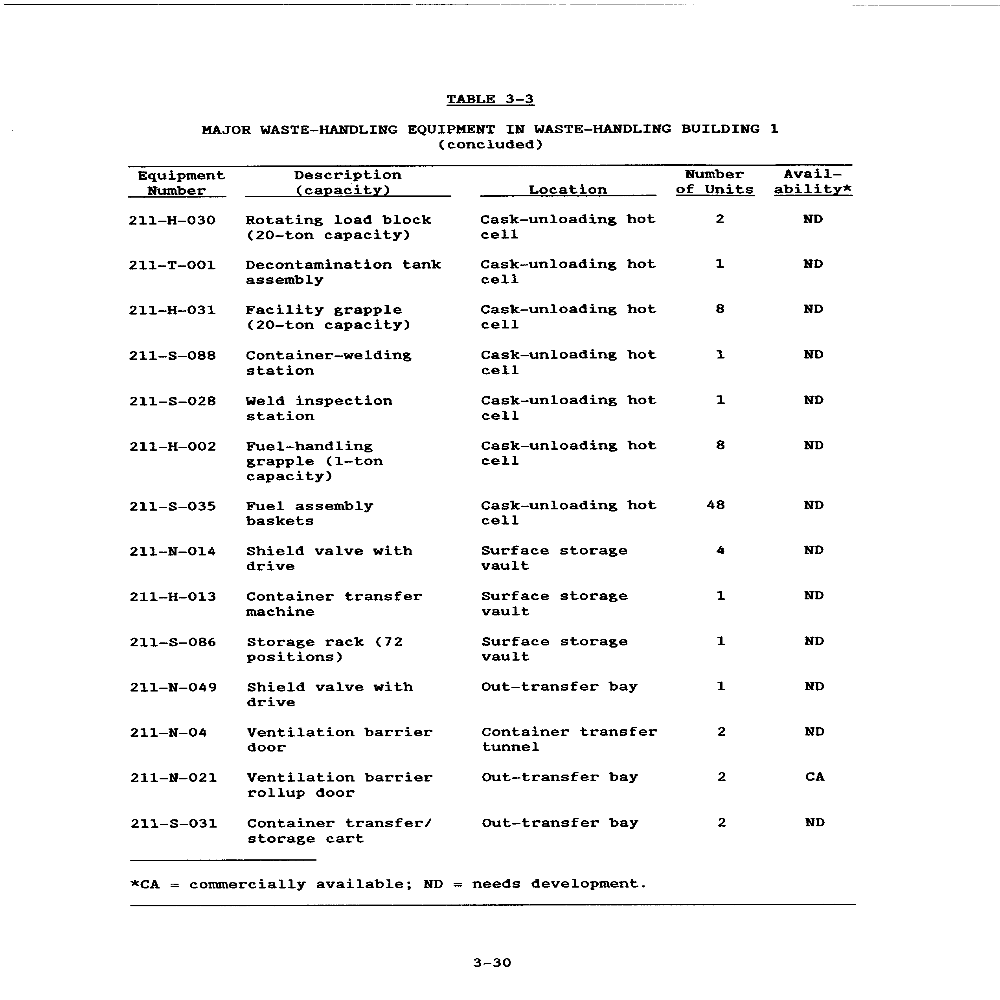 TABLE 3-3
MAJOR WASTE-HANDLING EQUIPMENT IN WASTE-HANDLING BUILDING 1
(concluded)
Equipment Description Number Avail-
Number (capacity) Location of Units ability*
211-H-030 Rotating load block Cask-unloading hot 2 ND
(20-ton capacity) cell
211-T-001 Decontamination tank Cask-unloading hot 1 ND
assembly cell
211-H-031 Facility grapple Cask-unloading hot 8 ND
(20-ton capacity) cell
211-S-088 Container-welding Cask-unloading hot 1 ND
station cell
211-S-028 Weld inspection Cask-unloading hot 1 ND
station cell
211-H-002 Fuel-handling Cask-unloading hot 8 ND
grapple (1-ton cell
capacity)
211-S-035 Fuel assembly Cask-unloading hot 48 ND
baskets cell
211-N-014 Shield valve with Surface storage 4 ND
drive vault
211-H-013 Container transfer Surface storage 1 ND
machine vault
211-S-086 Storage rack (72 Surface storage 1 ND
positions) vault
211-N-049 Shield valve with Out-transfer bay 1 ND
drive
211-N-04 Ventilation barrier Container transfer 2 ND
door tunnel
211-N-021 Ventilation barrier Out-transfer bay 2 CA
rollup door
211-S-031 Container transfer/ Out-transfer bay 2 ND
storage cart
*CA = commercially available; ND = needs development.
3-30